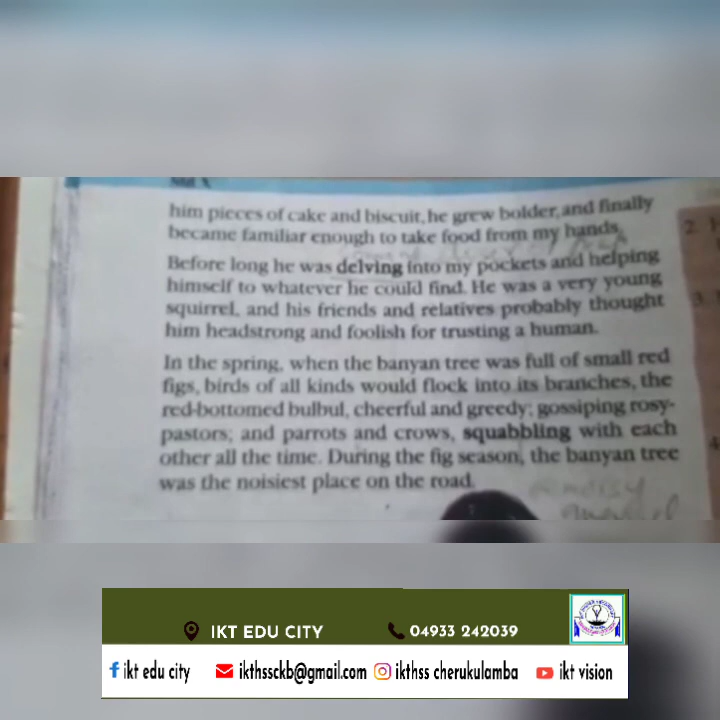 Std X
him pieces of cake and biscuit, he grew bolder, and finally
became familiar enough to take food from my hands.
Before long he was delving into my pockets and helping
himself to whatever he could find. He was a very young
squirrel, and his friends and relatives probably thought
him headstrong and foolish for trusting a human.
In the spring, when the banyan tree was full of small red
figs, birds of all kinds would flock into its branches, the
red-bottomed bulbul, cheerful and greedy; gossiping rosy-
pastors; and parrots and crows, squabbling with each
other all the time. During the fig season, the banyan tree
was the noisiest place on the road.
a noisy
quarrel
2.
3.
4
IKT EDU CITY
04933 242039
f ikt edu city
ikthssckb@gmail.com
ikthss cherukulamba
ikt vision